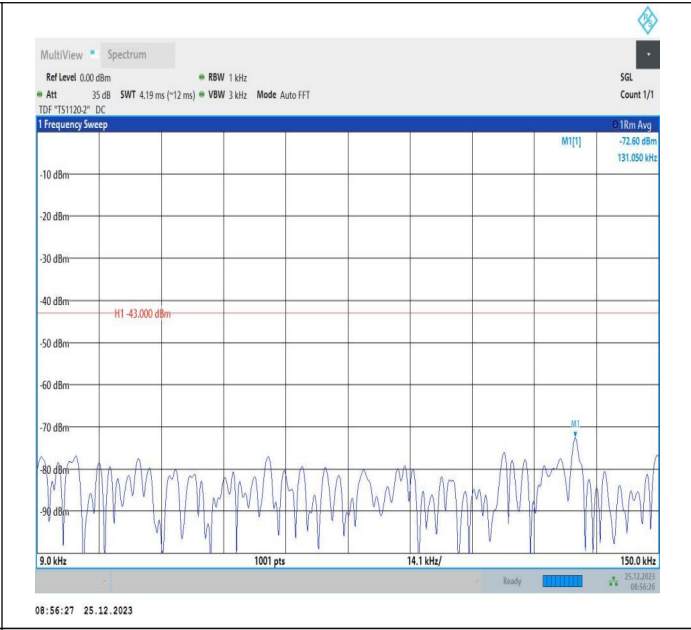 R S
MultiView Spectrum
Ref Level 0.00 dBm RBW 1 kHz SGL
Att 35 dB SWT 4.19 ms (~12 ms) VBW 3 kHz Mode Auto FFT Count 1/1
TDF "TS1120-2" DC
1 Frequency Sweep 1Rm Avg
M1[1] -72.60 dBm
131.050 kHz
-10 dBm
-20 dBm
-30 dBm
-40 dBm
H1 -43.000 dBm
-50 dBm
-60 dBm
-70 dBm
M1
-80 dBm
-90 dBm
9.0 kHz 1001 pts 14.1 kHz/ 150.0 kHz
Ready 25.12.2023
08:56:26
08:56:27 25.12.2023